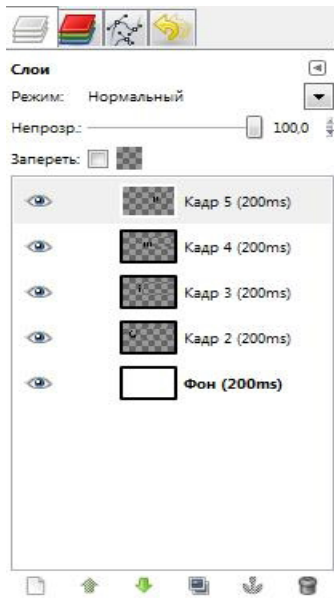 Слои
Режим: Нормальный
Непрозр.: 100,0
Запереть:
Кадр 5 (200ms)
Кадр 4 (200ms)
Кадр 3 (200ms)
Кадр 2 (200ms)
Фон (200ms)